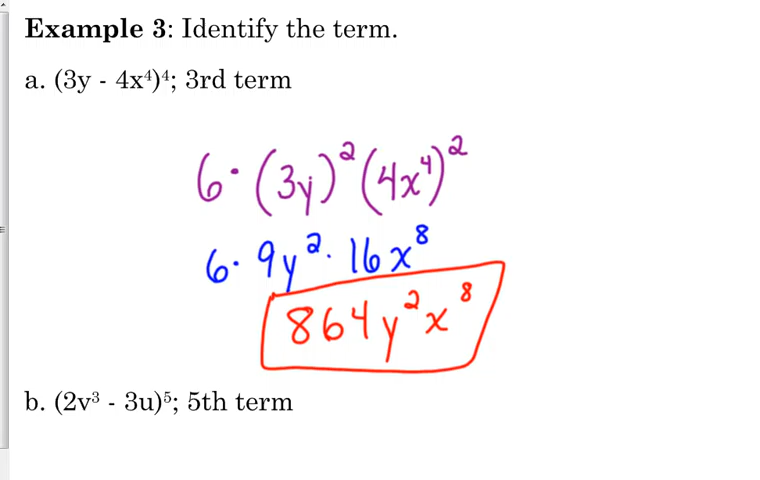 Example 3: Identify the term.
a. (3y - 4x⁴)⁴; 3rd term
6 · (3y)² (4x⁴)²
6 · 9y² · 16x⁸
864y²x⁸
b. (2v³ - 3u)⁵; 5th term